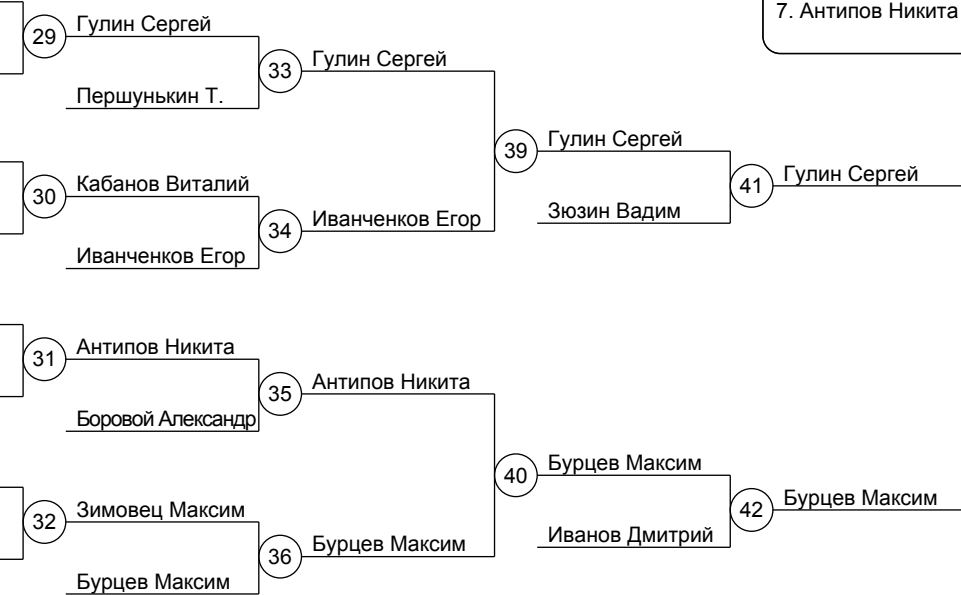 7. Антипов Никита
29
Гулин Сергей
Першунькин Т.
33
Гулин Сергей
30
Кабанов Виталий
Иванченков Егор
34
Иванченков Егор
39
Гулин Сергей
Зюзин Вадим
41
Гулин Сергей
31
Антипов Никита
Боровой Александр
35
Антипов Никита
32
Зимовец Максим
Бурцев Максим
36
Бурцев Максим
40
Бурцев Максим
Иванов Дмитрий
42
Бурцев Максим